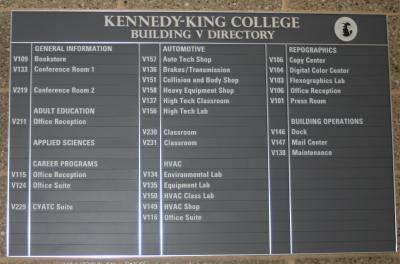 KENNEDY-KING COLLEGE
BUILDING V DIRECTORY
GENERAL INFORMATION
V109 Bookstore
V133 Conference Room 1
V219 Conference Room 2
ADULT EDUCATION
V211 Office Reception
APPLIED SCIENCES
CAREER PROGRAMS
V115 Office Reception
V124 Office Suite
V229 CYATC Suite
AUTOMOTIVE
V157 Auto Tech Shop
V136 Brakes/Transmission
V151 Collision and Body Shop
V158 Heavy Equipment Shop
V137 High Tech Classroom
V156 High Tech Lab
V230 Classroom
V231 Classroom
HVAC
V134 Environmental Lab
V135 Equipment Lab
V150 HVAC Class Lab
V149 HVAC Shop
V116 Office Suite
REPOGRAPHICS
V106 Copy Center
V104 Digital Color Center
V103 Flexographics Lab
V106 Office Reception
V101 Press Room
BUILDING OPERATIONS
V146 Dock
V147 Mail Center
V138 Maintenance